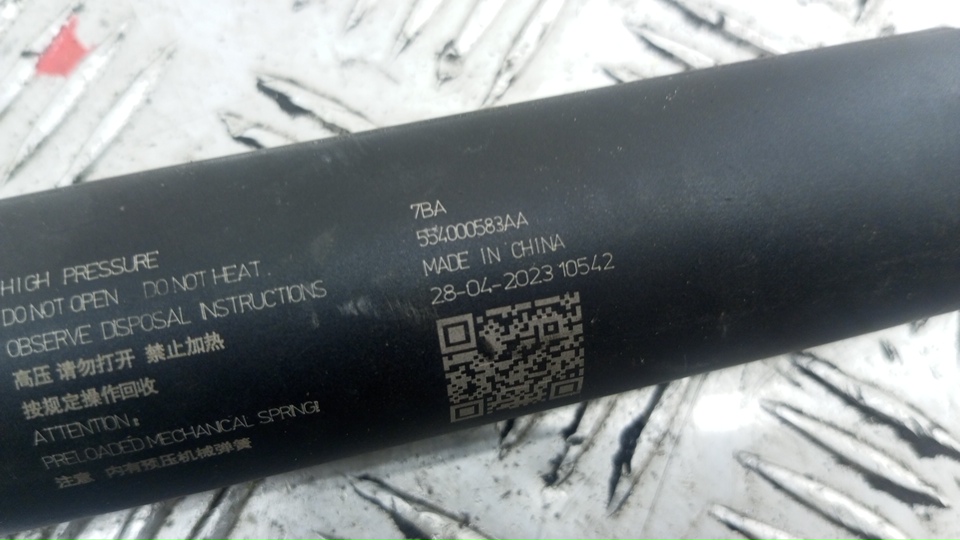 HIGH PRESSURE
DO NOT OPEN DO NOT HEAT
OBSERVE DISPOSAL INSTRUCTIONS
高压 请勿打开 禁止加热
按规定操作回收
ATTENTION:
PRELOADED MECHANICAL SPRING!
注意 内有预压机械弹簧
7BA
554000583AA
MADE IN CHINA
28-04-2023 10542